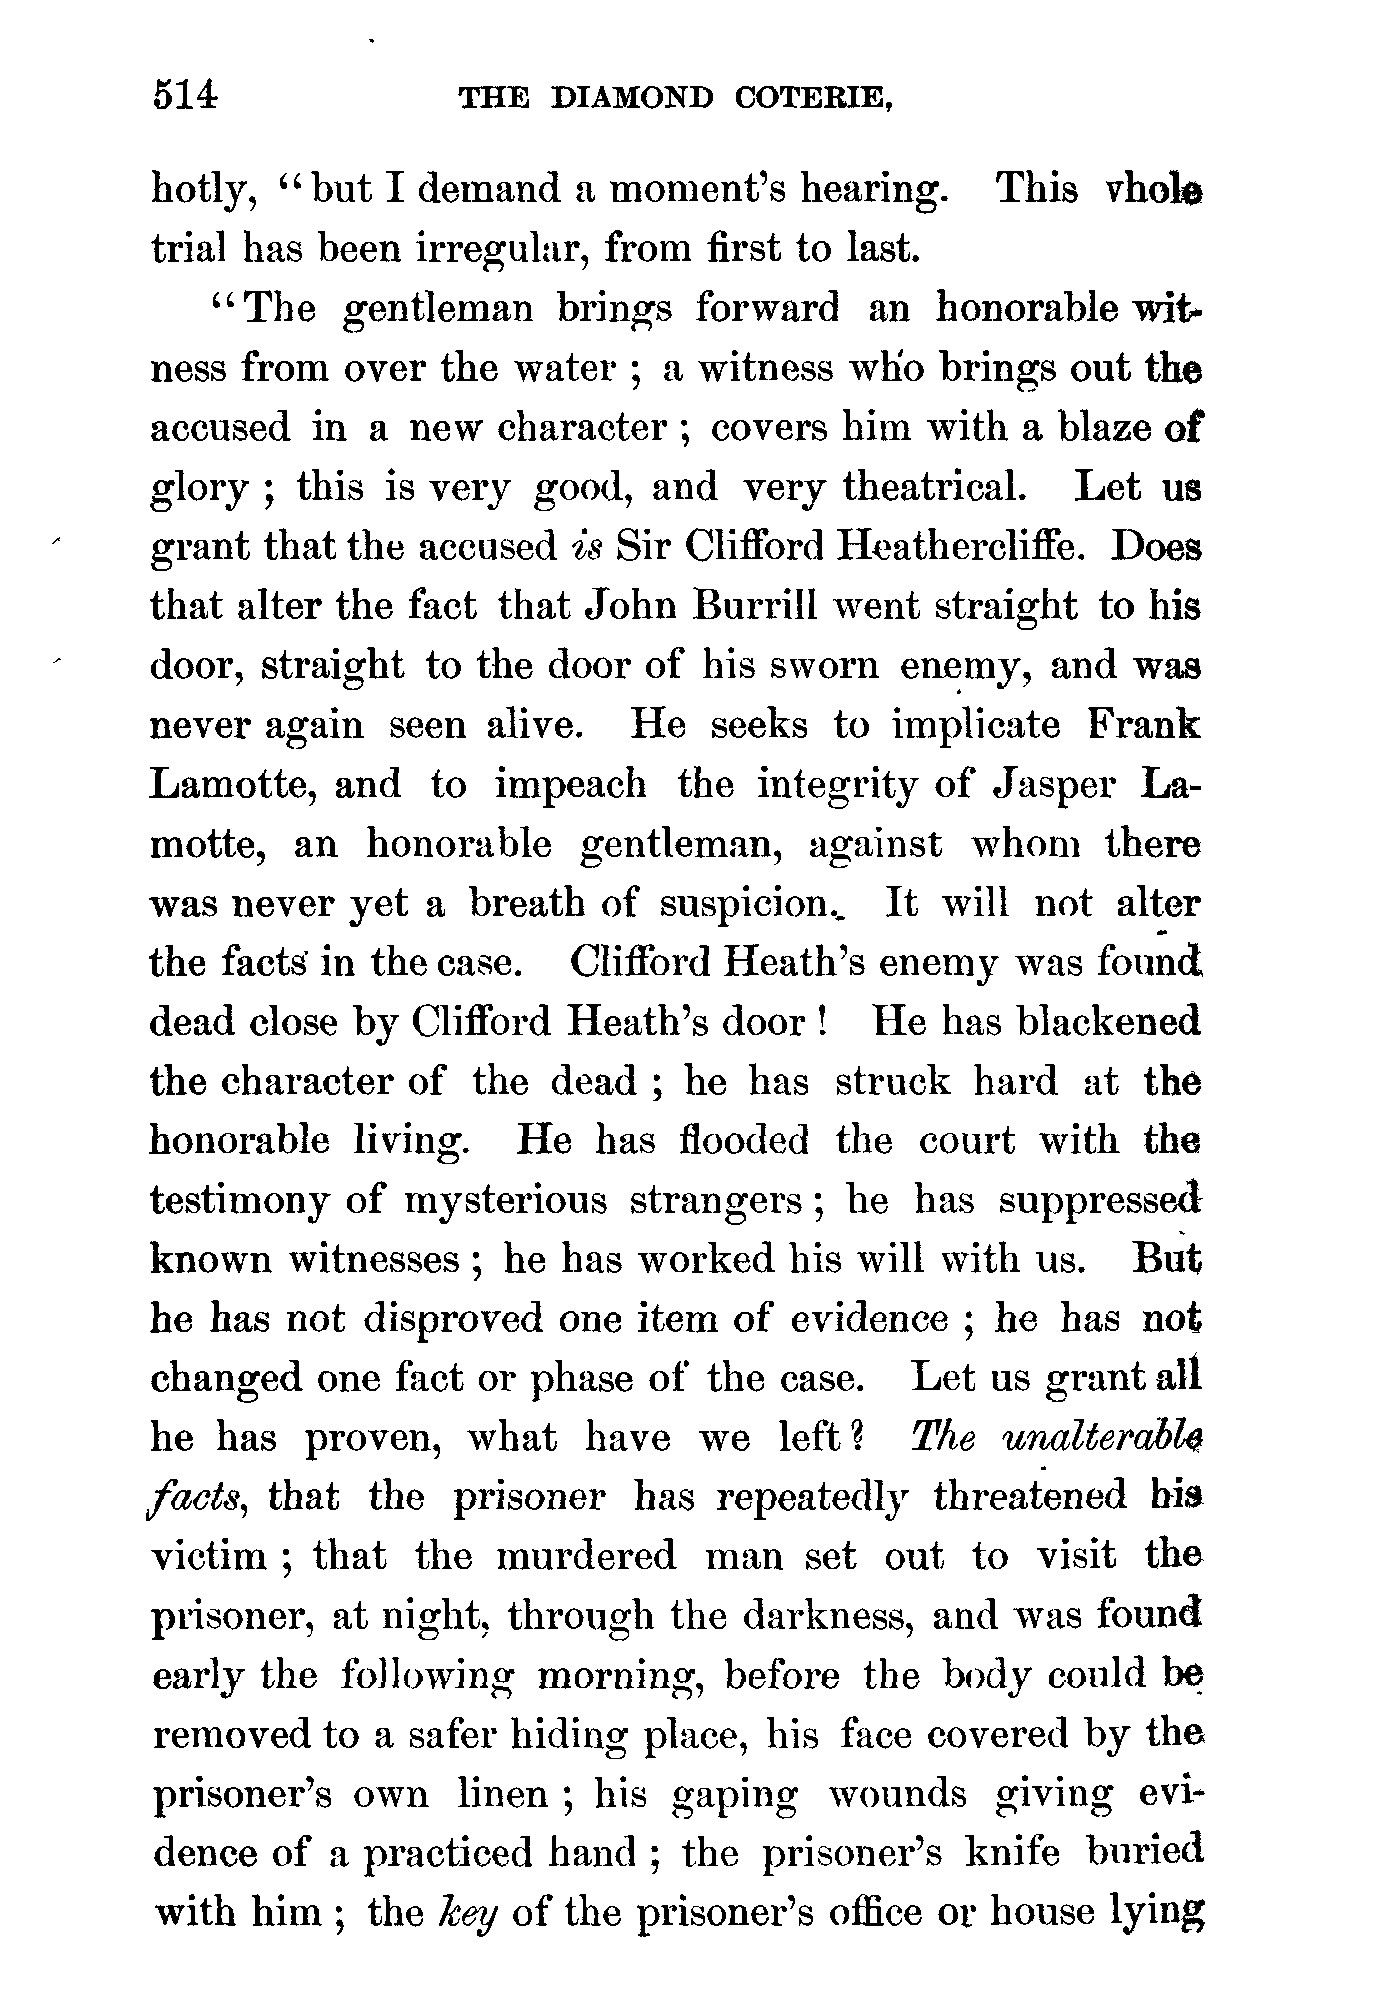 514 THE DIAMOND COTERIE,
hotly, “but I demand a moment’s hearing. This vhole
trial has been irregular, from first to last.
“The gentleman brings forward an honorable wit-
ness from over the water ; a witness who brings out the
accused in a new character ; covers him with a blaze of
glory ; this is very good, and very theatrical. Let us
grant that the accused is Sir Clifford Heathercliffe. Does
that alter the fact that John Burrill went straight to his
door, straight to the door of his sworn enemy, and was
never again seen alive. He seeks to implicate Frank
Lamotte, and to impeach the integrity of Jasper La-
motte, an honorable gentleman, against whom there
was never yet a breath of suspicion. It will not alter
the facts in the case. Clifford Heath’s enemy was found
dead close by Clifford Heath’s door ! He has blackened
the character of the dead ; he has struck hard at the
honorable living. He has flooded the court with the
testimony of mysterious strangers ; he has suppressed
known witnesses ; he has worked his will with us. But
he has not disproved one item of evidence ; he has not
changed one fact or phase of the case. Let us grant all
he has proven, what have we left ? The unalterable
facts, that the prisoner has repeatedly threatened his
victim ; that the murdered man set out to visit the
prisoner, at night, through the darkness, and was found
early the following morning, before the body could be
removed to a safer hiding place, his face covered by the
prisoner’s own linen ; his gaping wounds giving evi-
dence of a practiced hand ; the prisoner’s knife buried
with him ; the key of the prisoner’s office or house lying